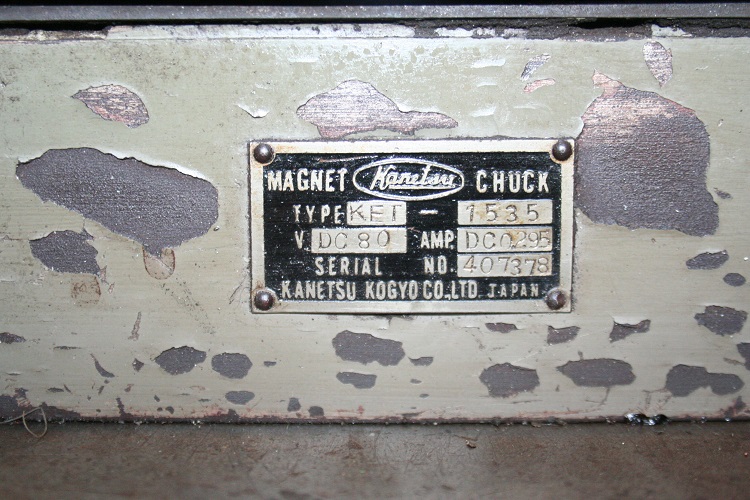 MAGNET Kanetsu CHUCK
TYPE KET - 1535
V. DC 80 AMP. DC 0.295
SERIAL NO. 407378
KANETSU KOGYO CO., LTD. JAPAN.